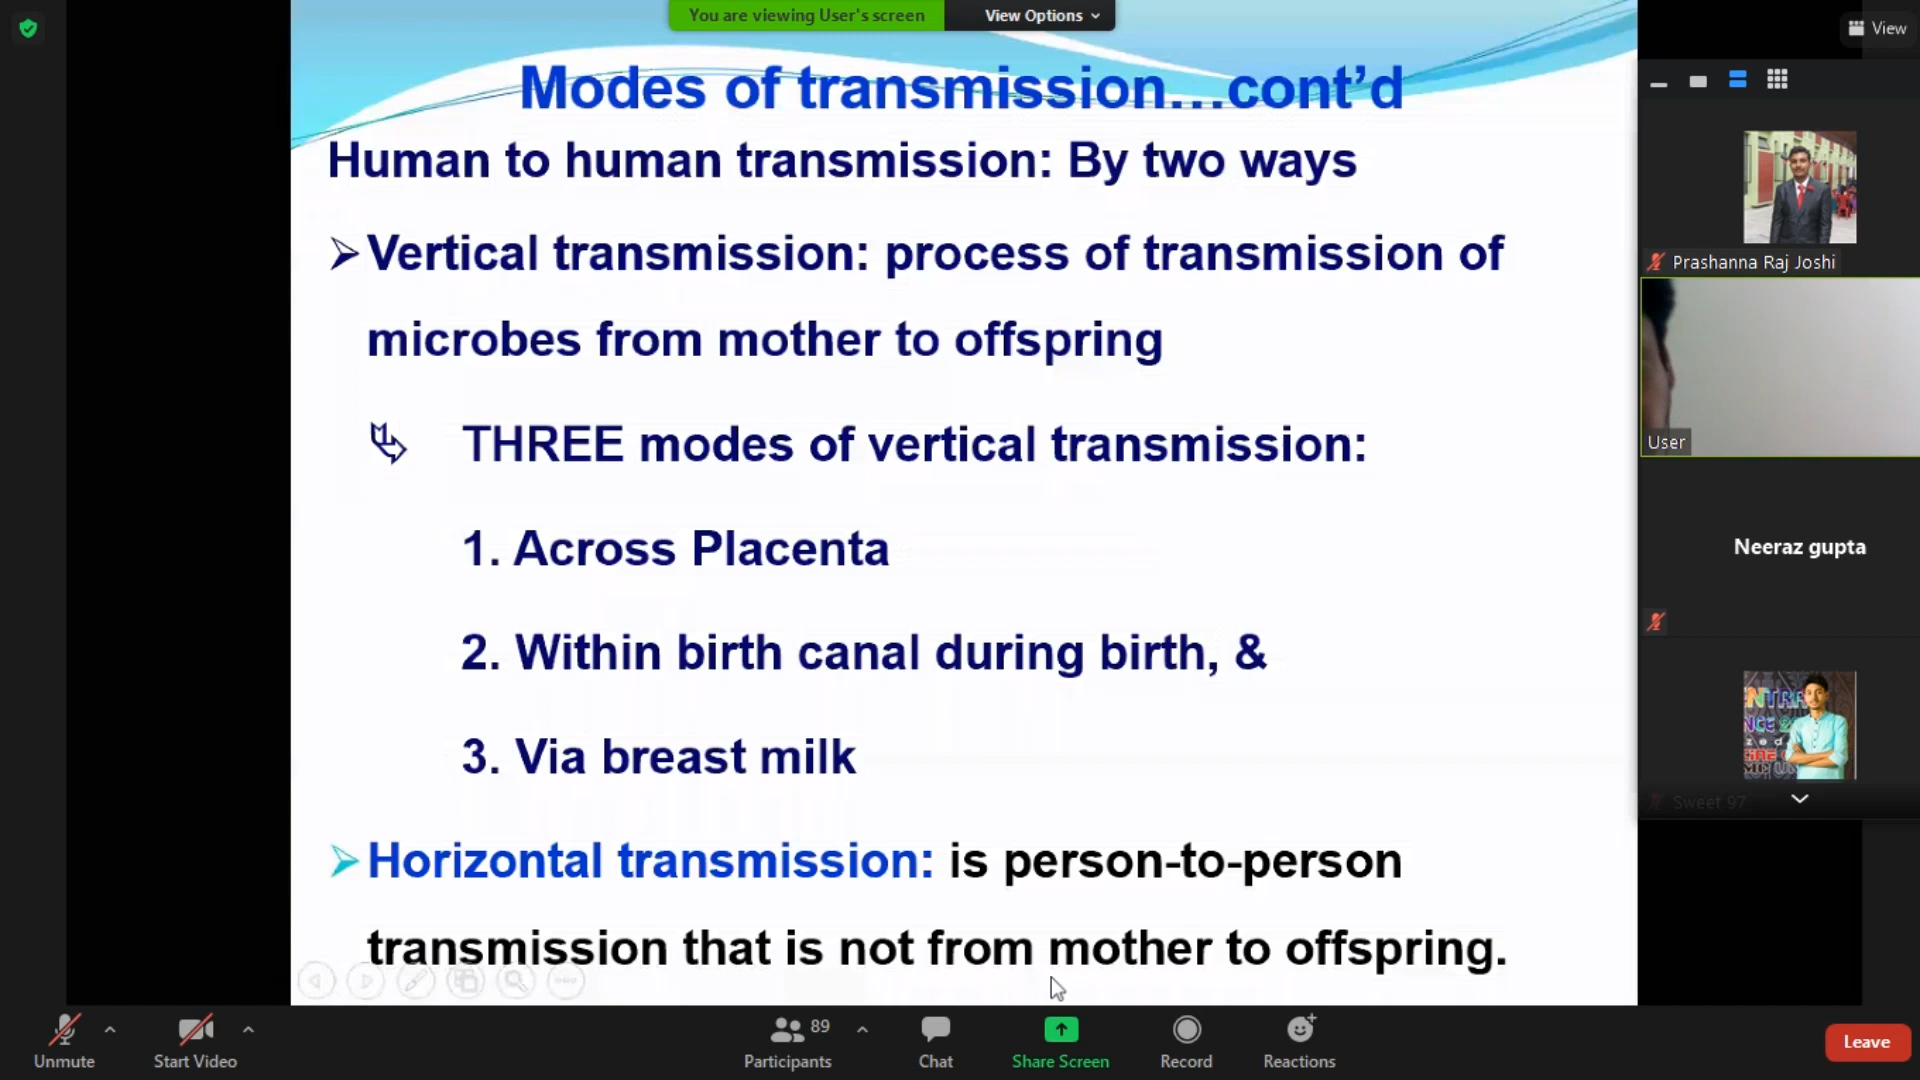 You are viewing User's screen
View Options
View
Modes of transmission...cont'd
Human to human transmission: By two ways
Vertical transmission: process of transmission of
microbes from mother to offspring
THREE modes of vertical transmission:
1. Across Placenta
2. Within birth canal during birth, &
3. Via breast milk
Horizontal transmission: is person-to-person
transmission that is not from mother to offspring.
Prashanna Raj Joshi
User
Neeraz gupta
Sweet 97
Unmute
Start Video
89
Participants
Chat
Share Screen
Record
Reactions
Leave